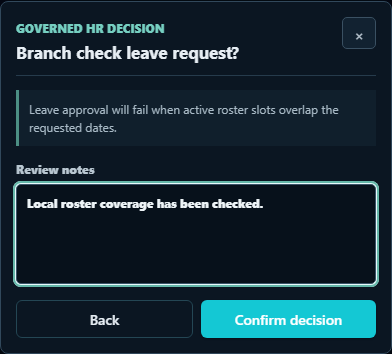 GOVERNED HR DECISION
Branch check leave request?
×
Leave approval will fail when active roster slots overlap the
requested dates.
Review notes
Local roster coverage has been checked.
Back
Confirm decision